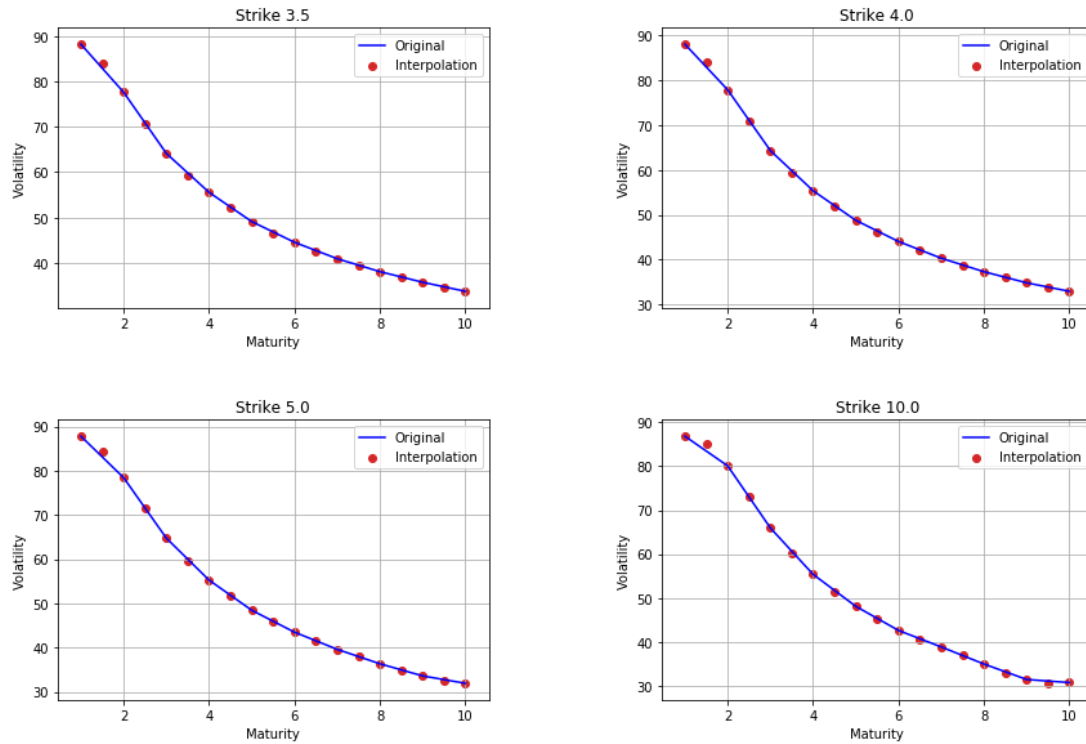 Strike 3.5
90
80
70
60
50
40
Volatility
2 4 6 8 10
Maturity
Original
Interpolation
Strike 4.0
90
80
70
60
50
40
30
Volatility
2 4 6 8 10
Maturity
Original
Interpolation
Strike 5.0
90
80
70
60
50
40
30
Volatility
2 4 6 8 10
Maturity
Original
Interpolation
Strike 10.0
90
80
70
60
50
40
30
Volatility
2 4 6 8 10
Maturity
Original
Interpolation